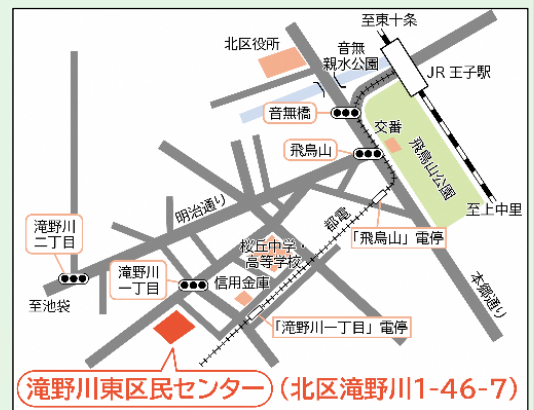 至東十条
北区役所
音無
親水公園
JR 王子駅
音無橋
交番
飛鳥山
飛鳥山公園
至上中里
明治通り
都電
「飛鳥山」電停
滝野川
二丁目
桜丘中学・
高等学校
滝野川
一丁目
信用金庫
本郷通り
至池袋
「滝野川一丁目」電停
滝野川東区民センター(北区滝野川1-46-7)